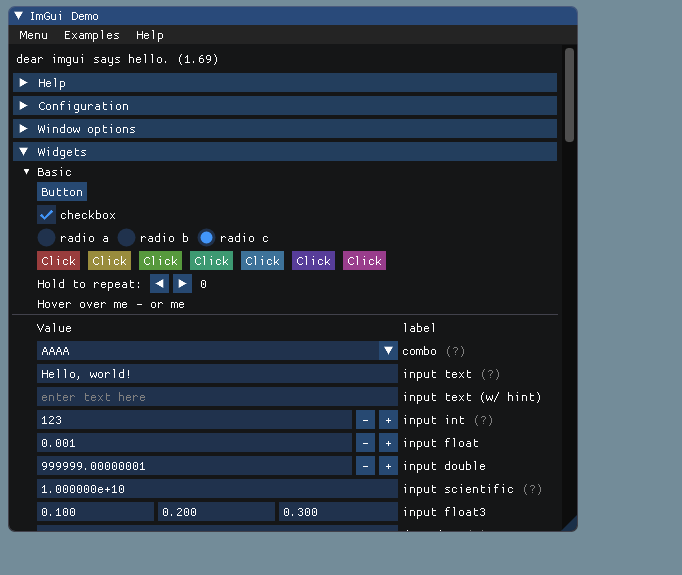 ImGui Demo
Menu Examples Help
dear imgui says hello. (1.69)
Help
Configuration
Window options
Widgets
Basic
Button
checkbox
radio a radio b radio c
Click Click Click Click Click Click Click
Hold to repeat: 0
Hover over me - or me
Value label
AAAA combo (?)
Hello, world! input text (?)
enter text here input text (w/ hint)
123 - + input int (?)
0.001 - + input float
999999.00000001 - + input double
1.000000e+10 input scientific (?)
0.100 0.200 0.300 input float3